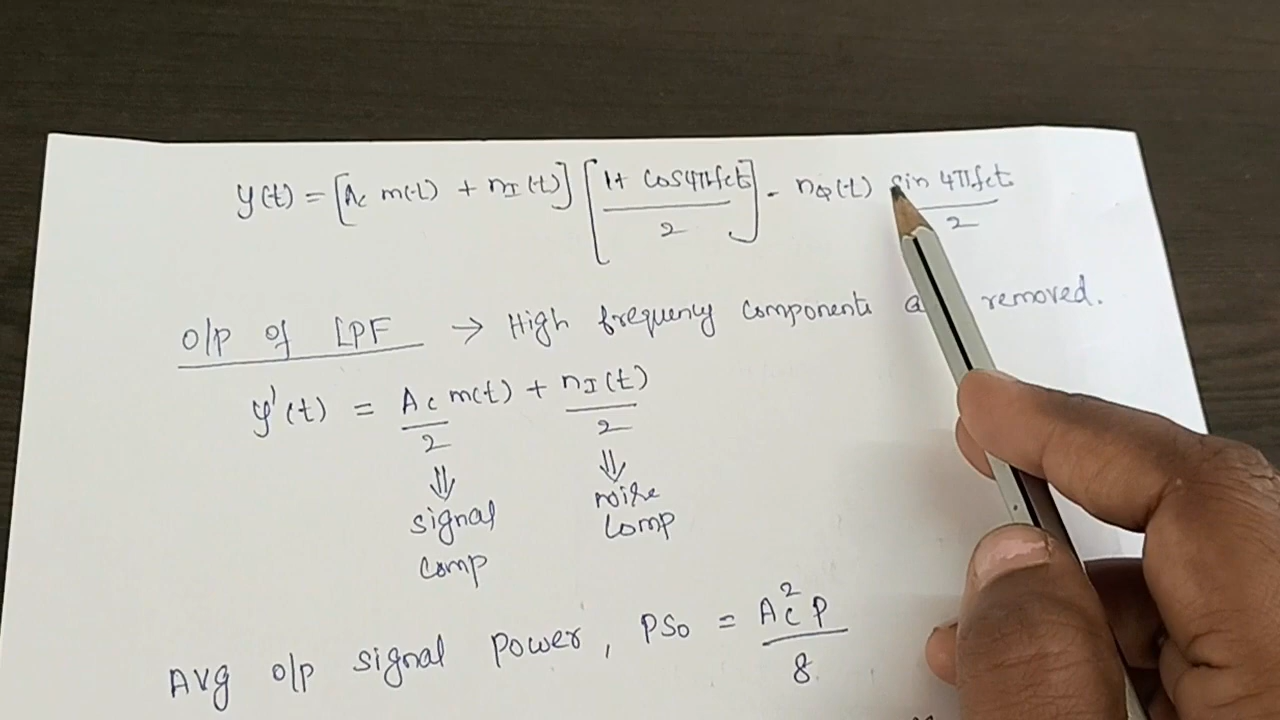 y(t) = [Ac m(t) + nI(t)] [1 + cos4πfct / 2] - nQ(t) sin 4πfct / 2
o/p of LPF → High frequency components a removed.
y'(t) = Ac/2 m(t) + nI(t)/2
⇓ ⇓
signal comp noise comp
Avg o/p signal power, PSo = Ac²P / 8